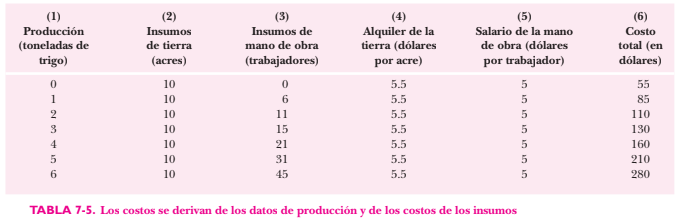 (1) (2) (3) (4) (5) (6)
Producción Insumos Insumos de Alquiler de la Salario de la mano Costo
(toneladas de de tierra mano de obra tierra (dólares de obra (dólares total (en
trigo) (acres) (trabajadores) por acre) por trabajador) dólares)
0 10 0 5.5 5 55
1 10 6 5.5 5 85
2 10 11 5.5 5 110
3 10 15 5.5 5 130
4 10 21 5.5 5 160
5 10 31 5.5 5 210
6 10 45 5.5 5 280
TABLA 7-5. Los costos se derivan de los datos de producción y de los costos de los insumos